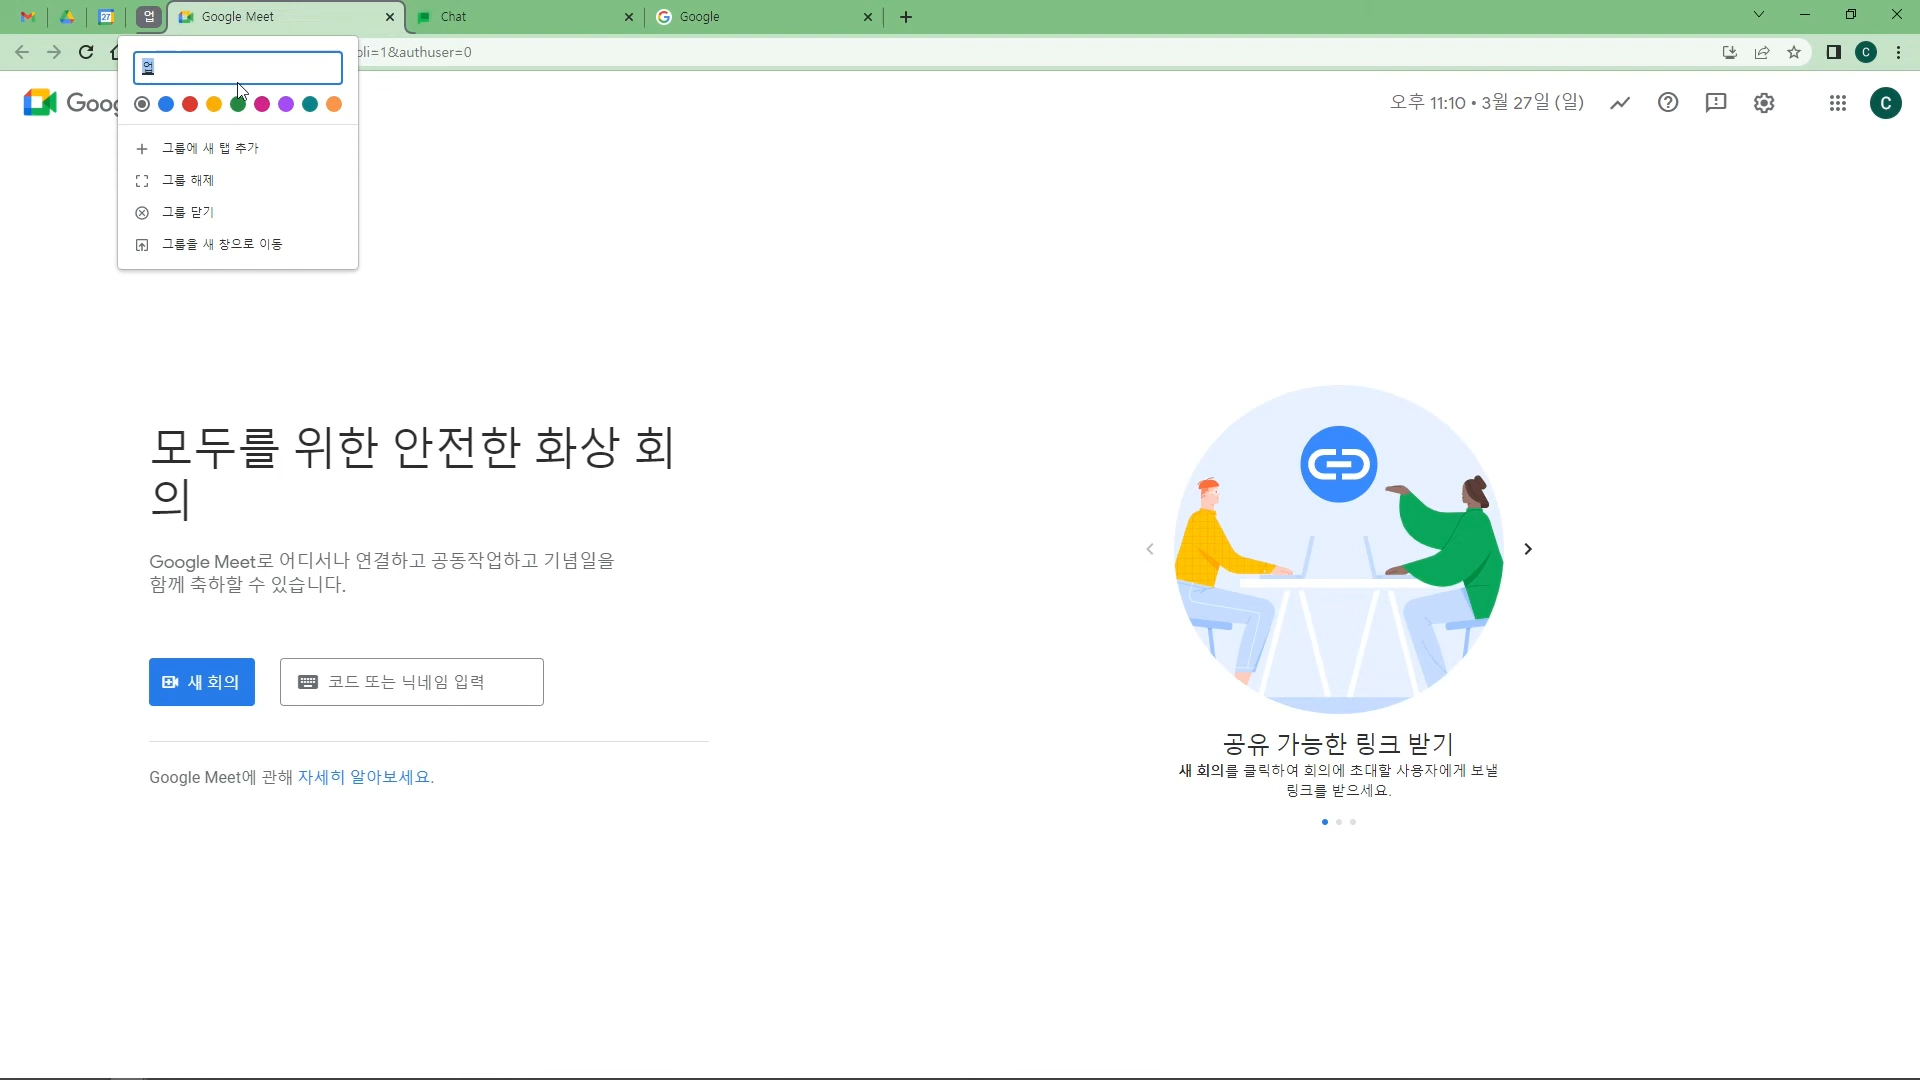 27 업 Google Meet Chat Google
oli=1&authuser=0 C
업
그룹에 새 탭 추가
그룹 해제
그룹 닫기
그룹을 새 창으로 이동
Goog
오후 11:10 • 3월 27일 (일) C
모두를 위한 안전한 화상 회
의
Google Meet로 어디서나 연결하고 공동작업하고 기념일을
함께 축하할 수 있습니다.
새 회의 코드 또는 닉네임 입력
Google Meet에 관해 자세히 알아보세요.
공유 가능한 링크 받기
새 회의를 클릭하여 회의에 초대할 사용자에게 보낼
링크를 받으세요.